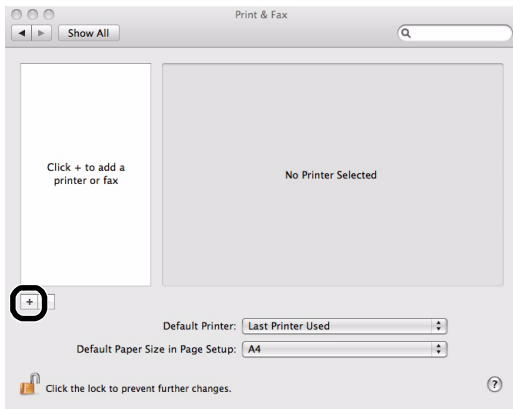 Print & Fax
Show All
Click + to add a
printer or fax
No Printer Selected
+
Default Printer: Last Printer Used
Default Paper Size in Page Setup: A4
Click the lock to prevent further changes.
?